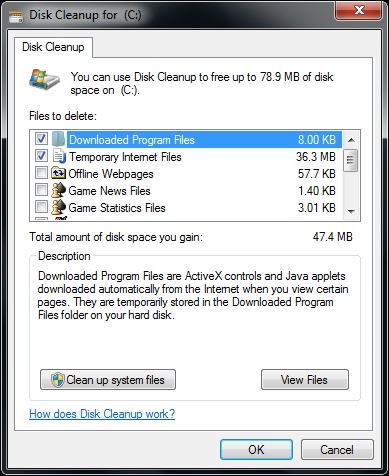 Disk Cleanup for (C:)
Disk Cleanup
You can use Disk Cleanup to free up to 78.9 MB of disk
space on (C:).
Files to delete:
Downloaded Program Files 8.00 KB
Temporary Internet Files 36.3 MB
Offline Webpages 57.7 KB
Game News Files 1.40 KB
Game Statistics Files 3.01 KB
Total amount of disk space you gain: 47.4 MB
Description
Downloaded Program Files are ActiveX controls and Java applets
downloaded automatically from the Internet when you view certain
pages. They are temporarily stored in the Downloaded Program
Files folder on your hard disk.
Clean up system files View Files
How does Disk Cleanup work?
OK Cancel